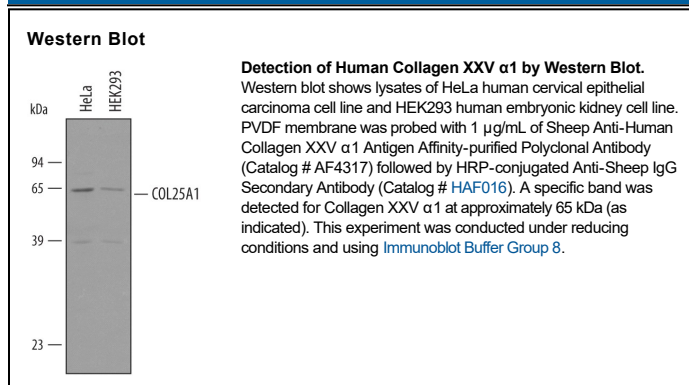 Western Blot
HeLa
HEK293
kDa
94
65
39
23
COL25A1
Detection of Human Collagen XXV α1 by Western Blot.
Western blot shows lysates of HeLa human cervical epithelial
carcinoma cell line and HEK293 human embryonic kidney cell line.
PVDF membrane was probed with 1 µg/mL of Sheep Anti-Human
Collagen XXV α1 Antigen Affinity-purified Polyclonal Antibody
(Catalog # AF4317) followed by HRP-conjugated Anti-Sheep IgG
Secondary Antibody (Catalog # HAF016). A specific band was
detected for Collagen XXV α1 at approximately 65 kDa (as
indicated). This experiment was conducted under reducing
conditions and using Immunoblot Buffer Group 8.